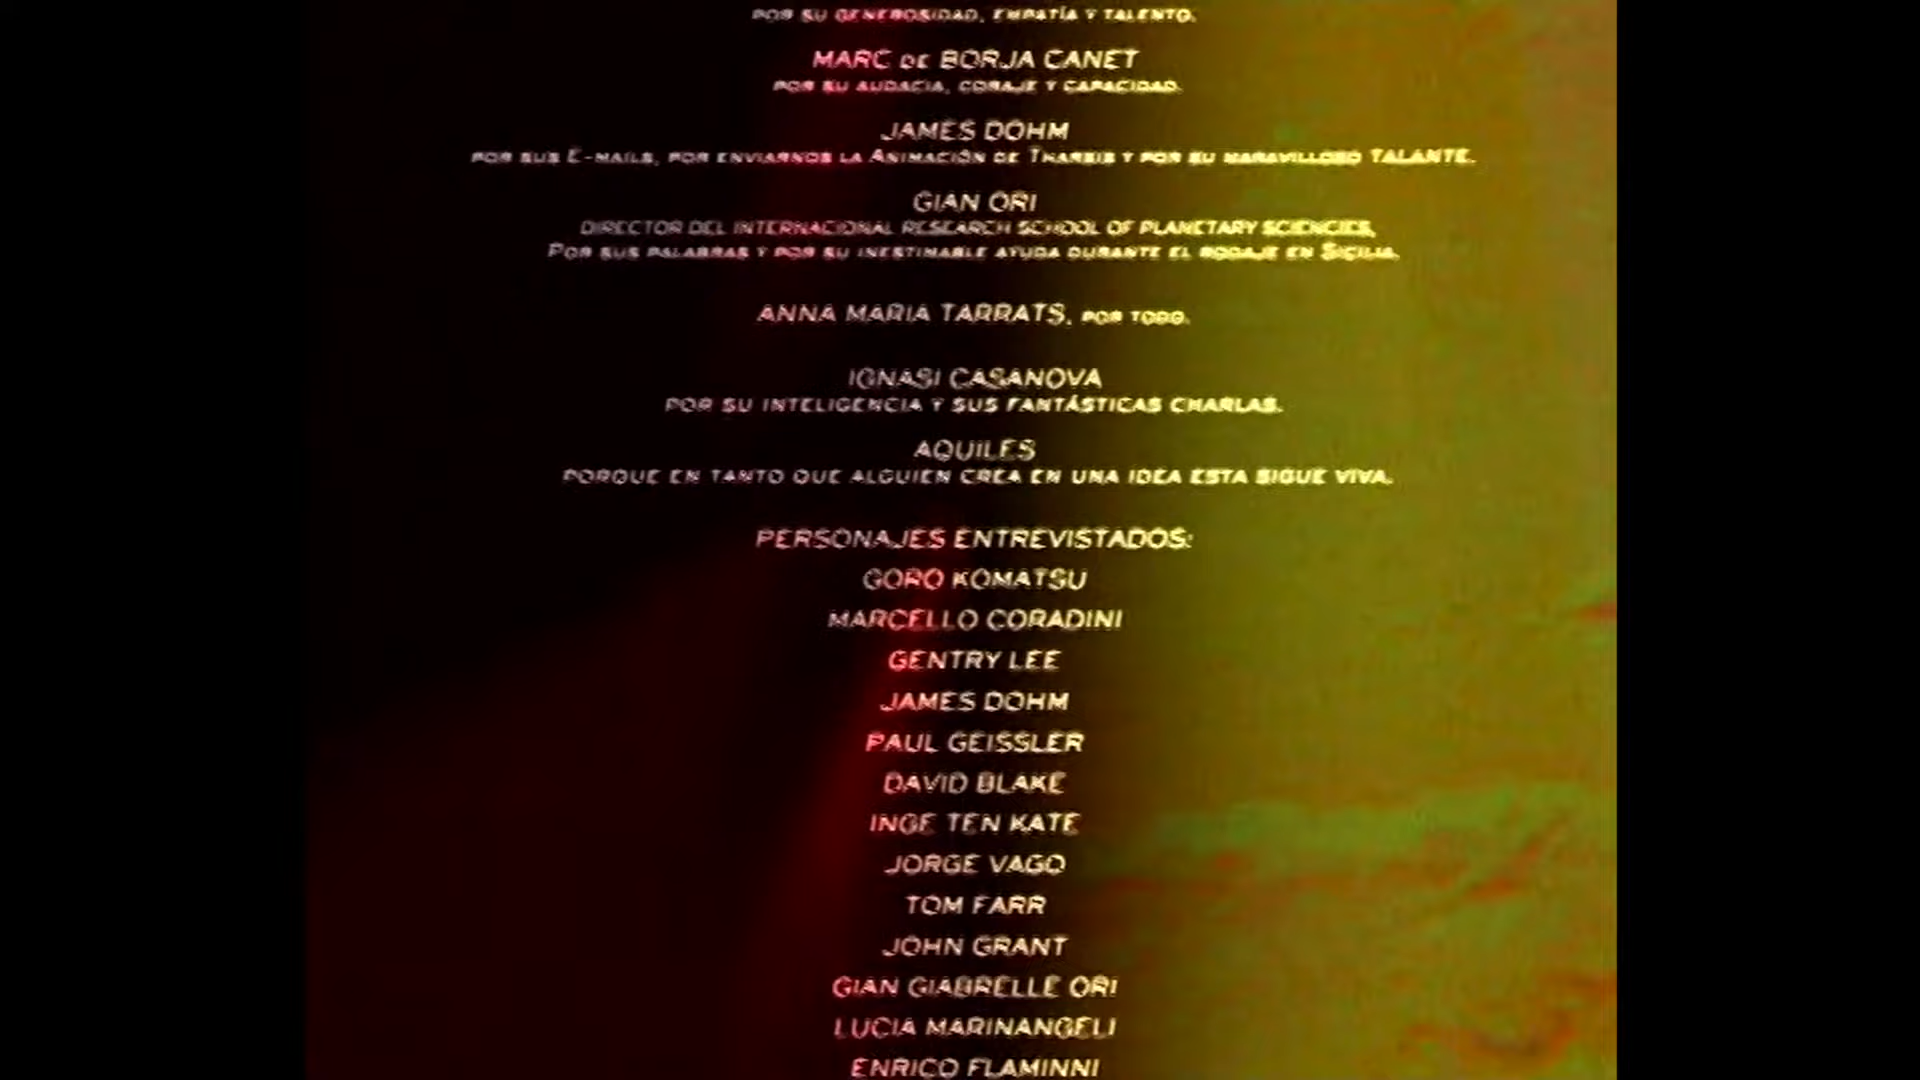 POR SU GENEROSIDAD, EMPATÍA Y TALENTO.
MARC DE BORJA CANET
POR SU AUDACIA, CORAJE Y CAPACIDAD.
JAMES DOHM
POR SUS E-MAILS, POR ENVIARNOS LA ANIMACIÓN DE THARSIS Y POR SU MARAVILLOSO TALANTE.
GIAN ORI
DIRECTOR DEL INTERNACIONAL RESEARCH SCHOOL OF PLANETARY SCIENCIES,
POR SUS PALABRAS Y POR SU INESTIMABLE AYUDA DURANTE EL RODAJE EN SICILIA.
ANNA MARIA TARRATS, POR TODO.
IGNASI CASANOVA
POR SU INTELIGENCIA Y SUS FANTÁSTICAS CHARLAS.
AQUILES
PORQUE EN TANTO QUE ALGUIEN CREA EN UNA IDEA ESTA SIGUE VIVA.
PERSONAJES ENTREVISTADOS:
GORO KOMATSU
MARCELLO CORADINI
GENTRY LEE
JAMES DOHM
PAUL GEISSLER
DAVID BLAKE
INGE TEN KATE
JORGE VAGO
TOM FARR
JOHN GRANT
GIAN GIABRELLE ORI
LUCIA MARINANGELI
ENRICO FLAMINNI